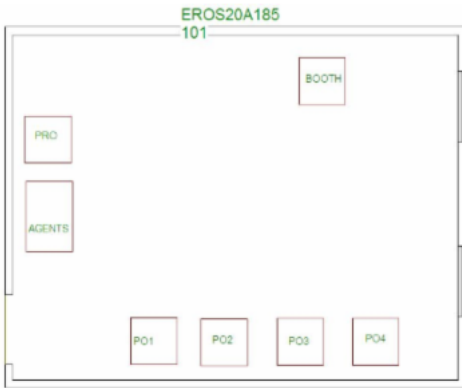 EROS20A185
101
BOOTH
PRO
AGENTS
PO1
PO2
PO3
PO4